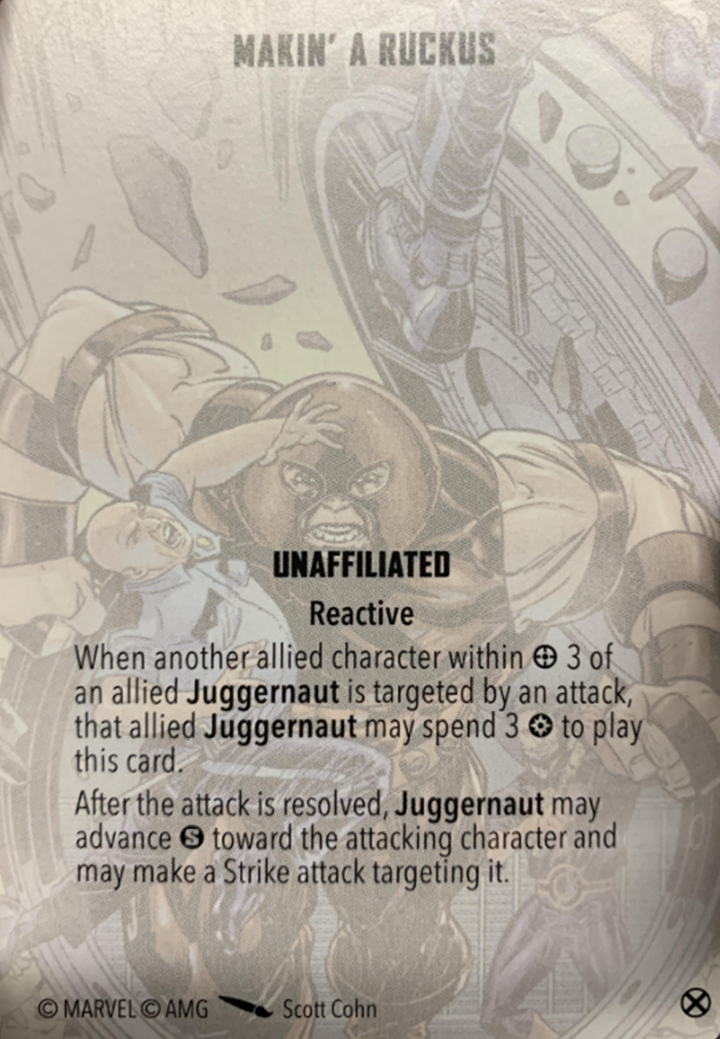 MAKIN' A RUCKUS
UNAFFILIATED
Reactive
When another allied character within ⌖ 3 of
an allied Juggernaut is targeted by an attack,
that allied Juggernaut may spend 3 ✪ to play
this card.
After the attack is resolved, Juggernaut may
advance Ⓢ toward the attacking character and
may make a Strike attack targeting it.
© MARVEL © AMG Scott Cohn